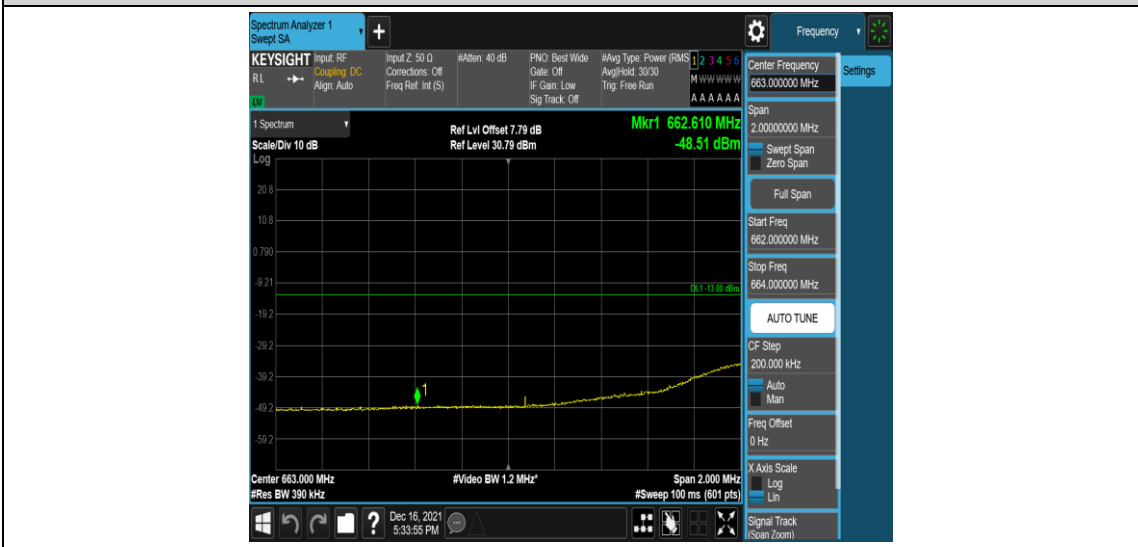 Spectrum Analyzer 1
Swept SA
Frequency
KEYSIGHT
Input: RF
Coupling: DC
Align: Auto
Input Z: 50 Ω
Corrections: Off
Freq Ref: Int (S)
#Atten: 40 dB
PNO: Best Wide
Gate: Off
IF Gain: Low
Sig Track: Off
#Avg Type: Power (RMS
Avg|Hold: 30/30
Trig: Free Run
1 2 3 4 5 6
M W W W W W
A A A A A A
RL
LXI
Center Frequency
663.000000 MHz
Settings
1 Spectrum
Scale/Div 10 dB
Log
Ref Lvl Offset 7.79 dB
Ref Level 30.79 dBm
Mkr1 662.610 MHz
-48.51 dBm
Span
2.00000000 MHz
Swept Span
Zero Span
Full Span
Start Freq
662.000000 MHz
Stop Freq
664.000000 MHz
AUTO TUNE
CF Step
200.000 kHz
Auto
Man
Freq Offset
0 Hz
X Axis Scale
Log
Lin
Signal Track
(Span Zoom)
20.8
10.8
0.790
-9.21
DL1 -13.00 dBm
-19.2
-29.2
-39.2
1
-49.2
-59.2
Center 663.000 MHz
#Res BW 390 kHz
#Video BW 1.2 MHz*
Span 2.000 MHz
#Sweep 100 ms (601 pts)
?
Dec 16, 2021
5:33:55 PM